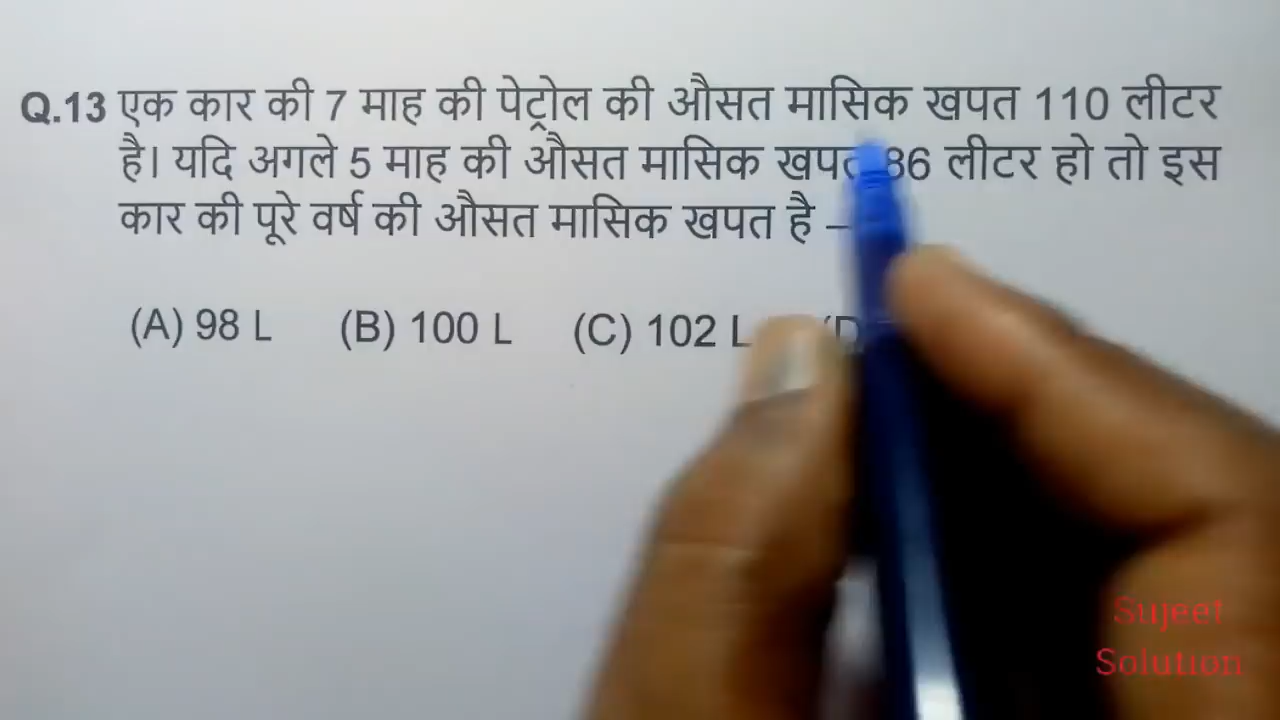 Q.13 एक कार की 7 माह की पेट्रोल की औसत मासिक खपत 110 लीटर
है। यदि अगले 5 माह की औसत मासिक खपत 86 लीटर हो तो इस
कार की पूरे वर्ष की औसत मासिक खपत है –
(A) 98 L (B) 100 L (C) 102 L (D
Sujeet
Solution